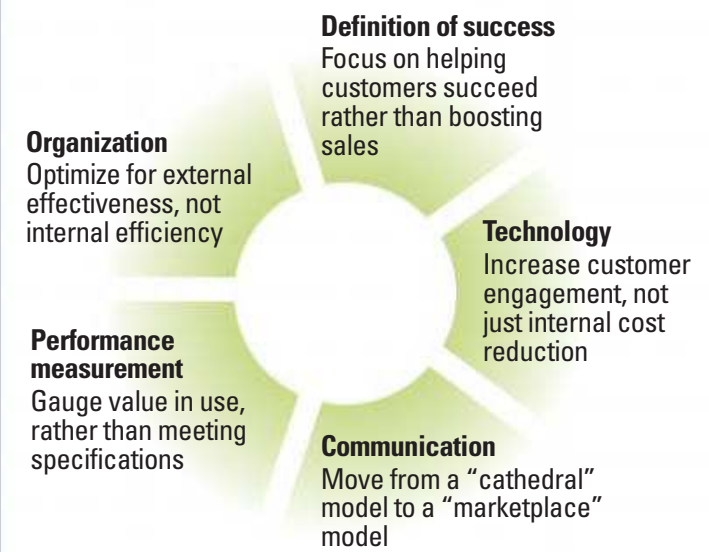 Definition of success
Focus on helping
customers succeed
rather than boosting
sales
Technology
Increase customer
engagement, not
just internal cost
reduction
Communication
Move from a “cathedral”
model to a “marketplace”
model
Performance
measurement
Gauge value in use,
rather than meeting
specifications
Organization
Optimize for external
effectiveness, not
internal efficiency